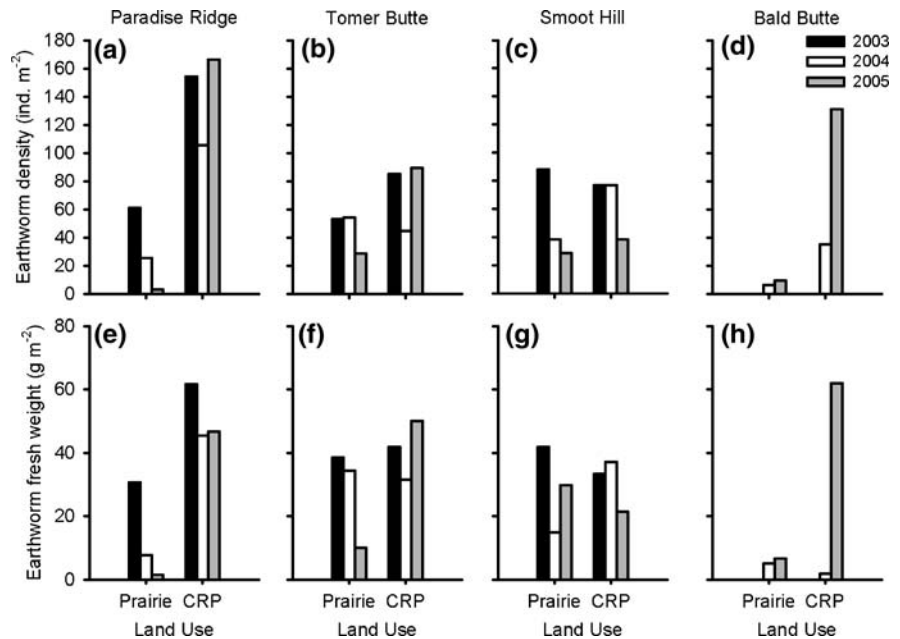 Paradise Ridge Tomer Butte Smoot Hill Bald Butte
(a) (b) (c) (d)
2003
2004
2005
Earthworm density (ind. m-2)
180
160
140
120
100
80
60
40
20
0
(e) (f) (g) (h)
Earthworm fresh weight (g m-2)
80
60
40
20
0
Prairie CRP Prairie CRP Prairie CRP Prairie CRP
Land Use Land Use Land Use Land Use